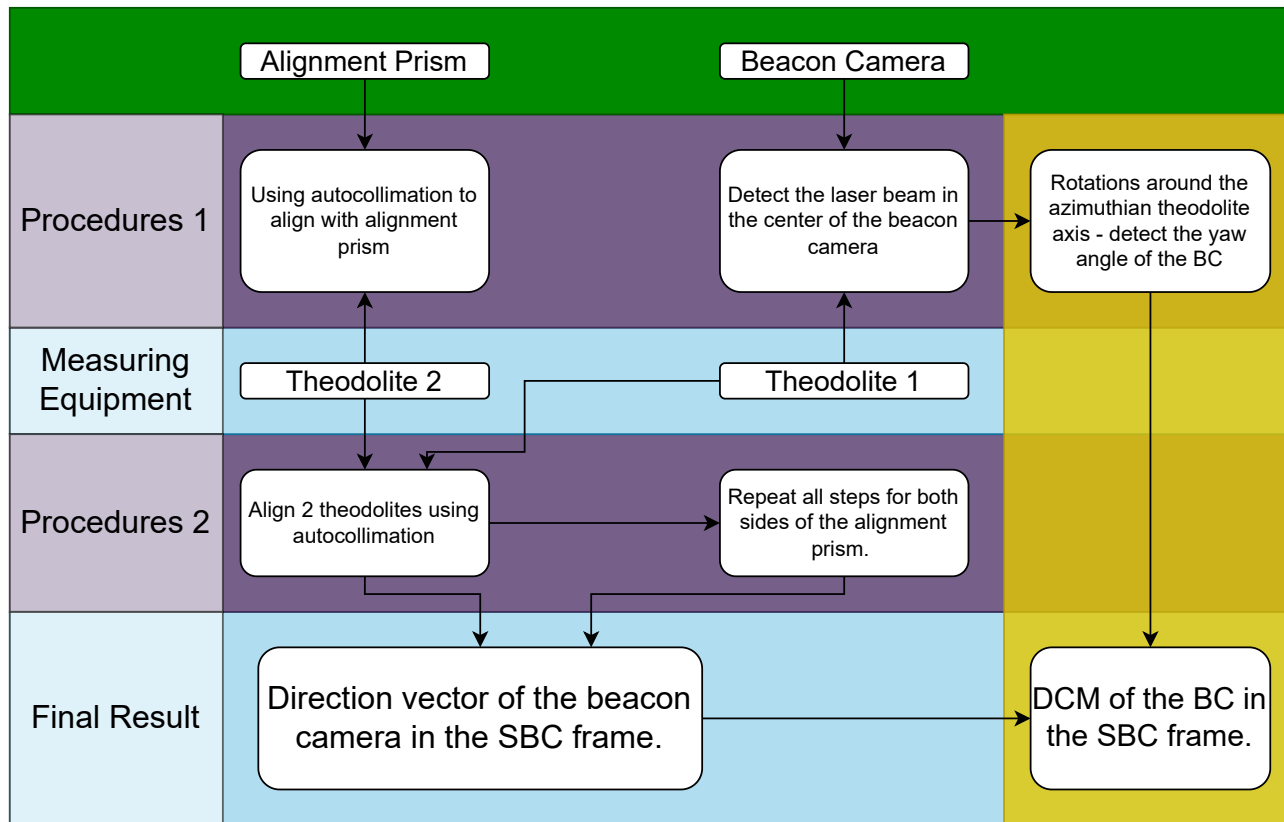 Alignment Prism
Beacon Camera
Procedures 1
Using autocollimation to
align with alignment
prism
Detect the laser beam in
the center of the beacon
camera
Rotations around the
azimuthian theodolite
axis - detect the yaw
angle of the BC
Measuring
Equipment
Theodolite 2
Theodolite 1
Procedures 2
Align 2 theodolites using
autocollimation
Repeat all steps for both
sides of the alignment
prism.
Final Result
Direction vector of the beacon
camera in the SBC frame.
DCM of the BC in
the SBC frame.